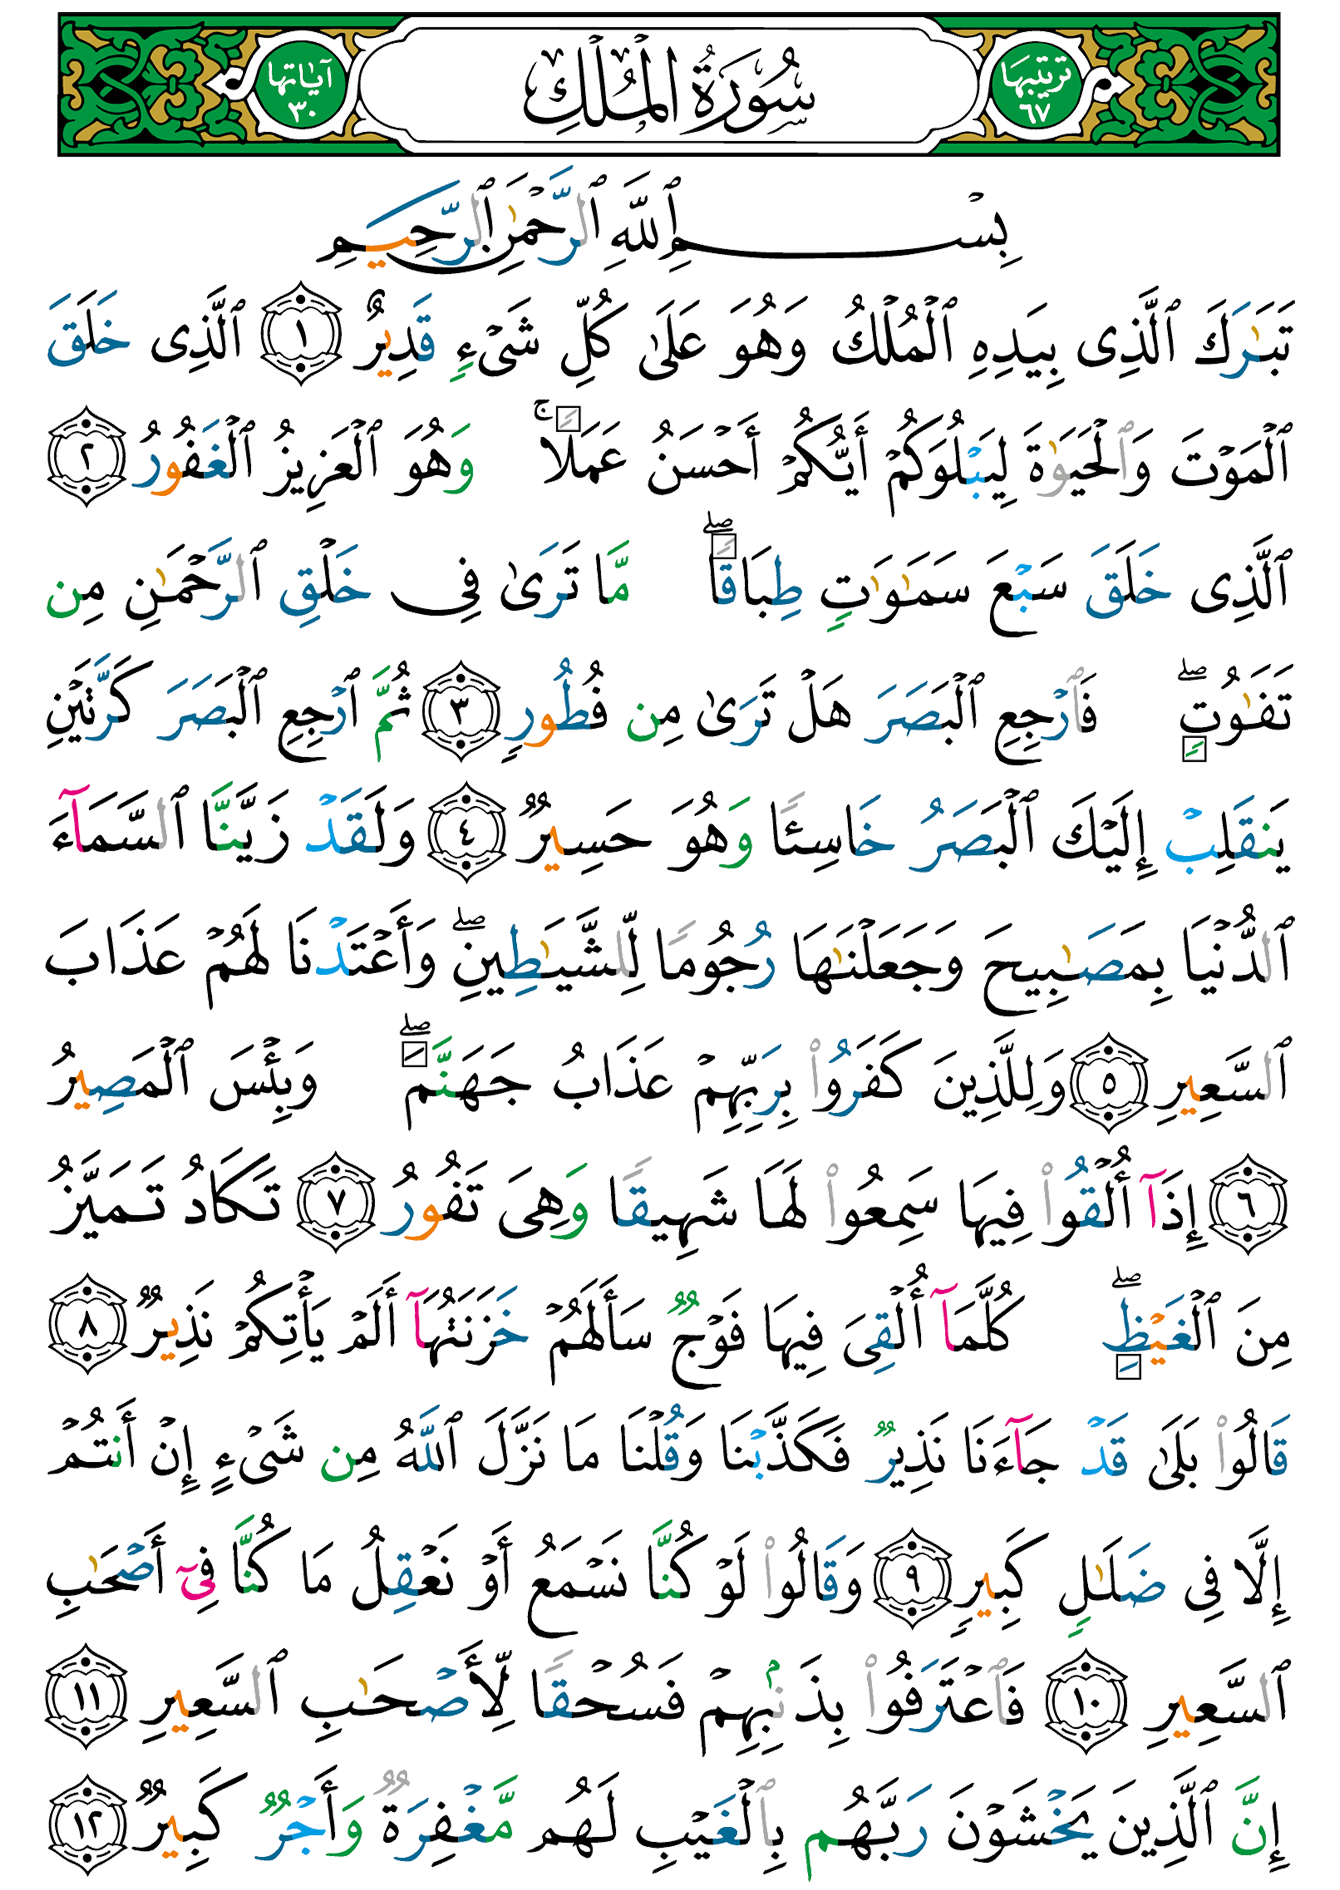 ترتيبها ٦٧
سُورَةُ الْمُلْكِ
آياتها ٣٠
بِسْمِ ٱللَّهِ ٱلرَّحْمَٰنِ ٱلرَّحِيمِ
تَبَٰرَكَ ٱلَّذِى بِيَدِهِ ٱلْمُلْكُ وَهُوَ عَلَىٰ كُلِّ شَىْءٍ قَدِيرٌ ١ ٱلَّذِى خَلَقَ
ٱلْمَوْتَ وَٱلْحَيَوٰةَ لِيَبْلُوَكُمْ أَيُّكُمْ أَحْسَنُ عَمَلًا ۚ وَهُوَ ٱلْعَزِيزُ ٱلْغَفُورُ ٢
ٱلَّذِى خَلَقَ سَبْعَ سَمَٰوَٰتٍ طِبَاقًا ۖ مَّا تَرَىٰ فِى خَلْقِ ٱلرَّحْمَٰنِ مِن
تَفَٰوُتٍ ۖ فَٱرْجِعِ ٱلْبَصَرَ هَلْ تَرَىٰ مِن فُطُورٍ ٣ ثُمَّ ٱرْجِعِ ٱلْبَصَرَ كَرَّتَيْنِ
يَنقَلِبْ إِلَيْكَ ٱلْبَصَرُ خَاسِئًا وَهُوَ حَسِيرٌ ٤ وَلَقَدْ زَيَّنَّا ٱلسَّمَآءَ
ٱلدُّنْيَا بِمَصَٰبِيحَ وَجَعَلْنَٰهَا رُجُومًا لِّلشَّيَٰطِينِ ۖ وَأَعْتَدْنَا لَهُمْ عَذَابَ
ٱلسَّعِيرِ ٥ وَلِلَّذِينَ كَفَرُوا۟ بِرَبِّهِمْ عَذَابُ جَهَنَّمَ ۖ وَبِئْسَ ٱلْمَصِيرُ
٦ إِذَآ أُلْقُوا۟ فِيهَا سَمِعُوا۟ لَهَا شَهِيقًا وَهِىَ تَفُورُ ٧ تَكَادُ تَمَيَّزُ
مِنَ ٱلْغَيْظِ ۖ كُلَّمَآ أُلْقِىَ فِيهَا فَوْجٌ سَأَلَهُمْ خَزَنَتُهَآ أَلَمْ يَأْتِكُمْ نَذِيرٌ ٨
قَالُوا۟ بَلَىٰ قَدْ جَآءَنَا نَذِيرٌ فَكَذَّبْنَا وَقُلْنَا مَا نَزَّلَ ٱللَّهُ مِن شَىْءٍ إِنْ أَنتُمْ
إِلَّا فِى ضَلَٰلٍ كَبِيرٍ ٩ وَقَالُوا۟ لَوْ كُنَّا نَسْمَعُ أَوْ نَعْقِلُ مَا كُنَّا فِىٓ أَصْحَٰبِ
ٱلسَّعِيرِ ١٠ فَٱعْتَرَفُوا۟ بِذَنۢبِهِمْ فَسُحْقًا لِّأَصْحَٰبِ ٱلسَّعِيرِ ١١
إِنَّ ٱلَّذِينَ يَخْشَوْنَ رَبَّهُم بِٱلْغَيْبِ لَهُم مَّغْفِرَةٌ وَأَجْرٌ كَبِيرٌ ١٢